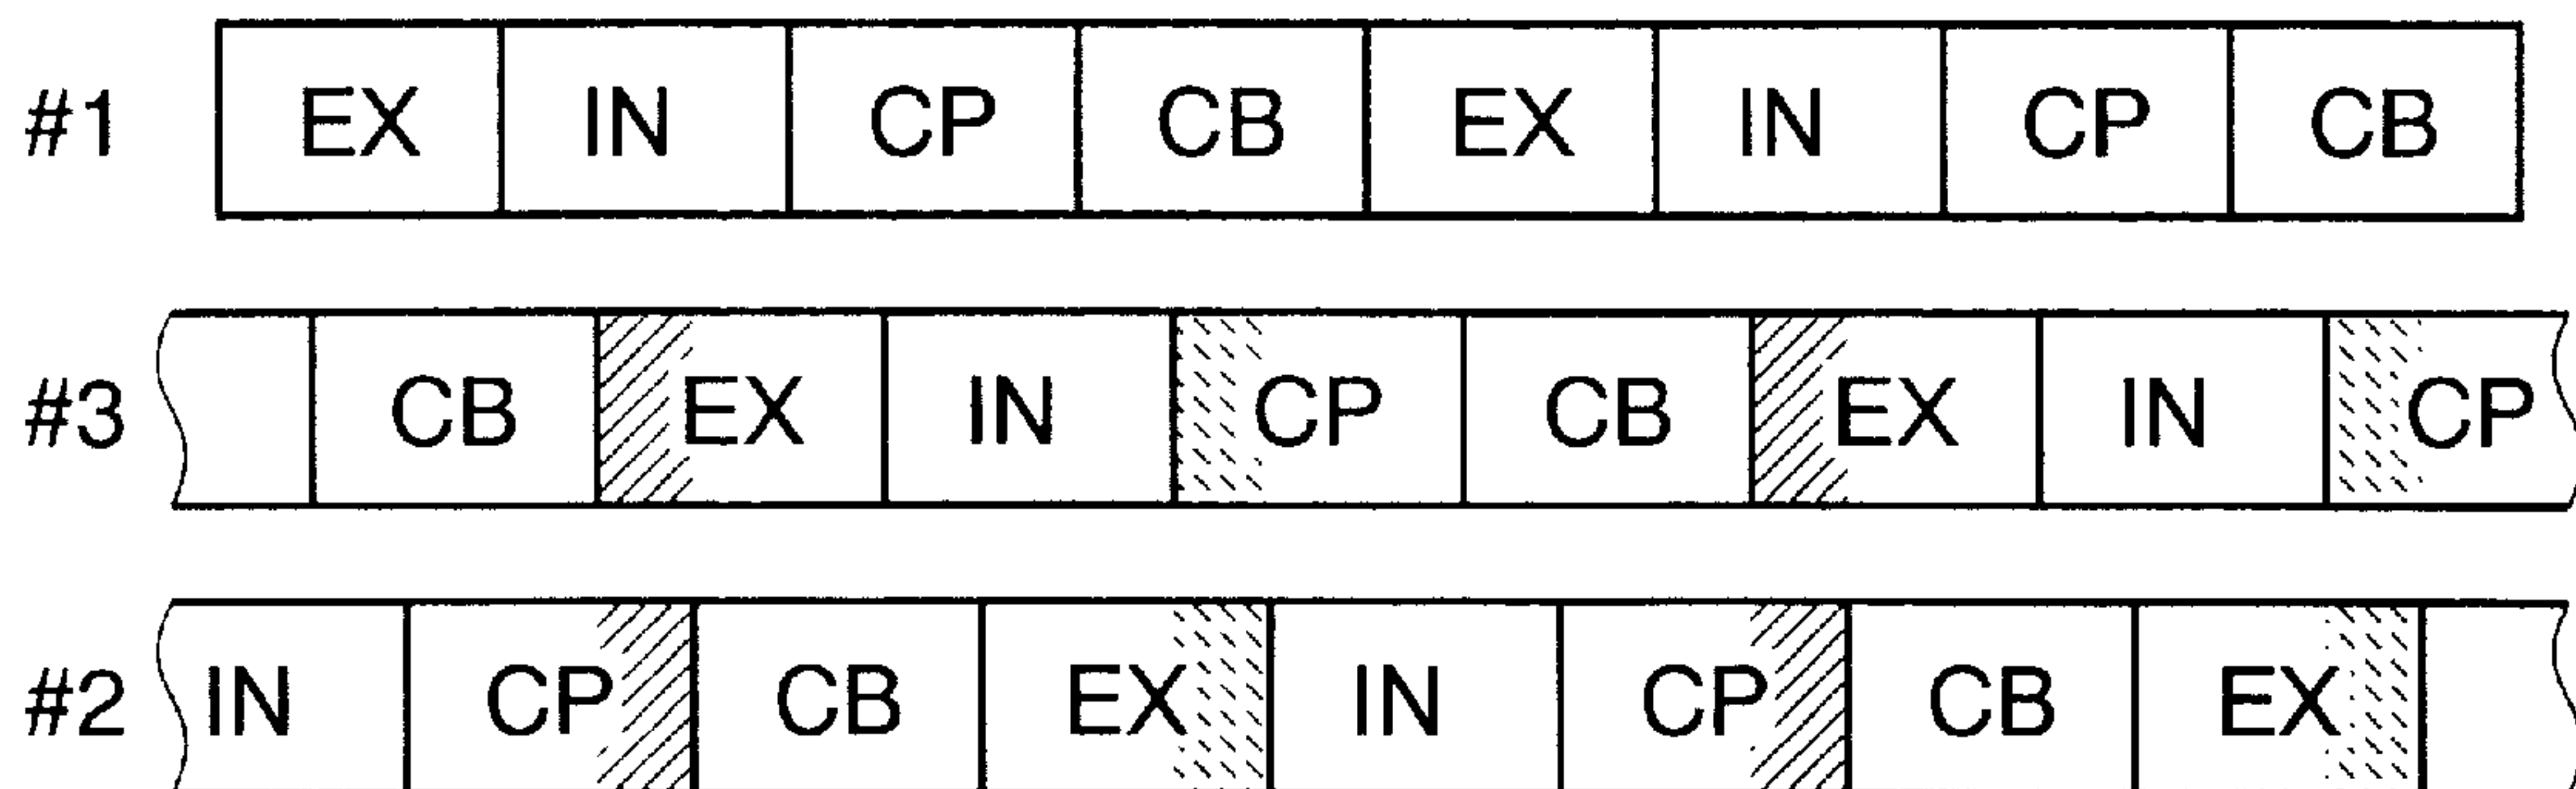 #1 EX IN CP CB EX IN CP CB
#3 CB EX IN CP CB EX IN CP
#2 IN CP CB EX IN CP CB EX